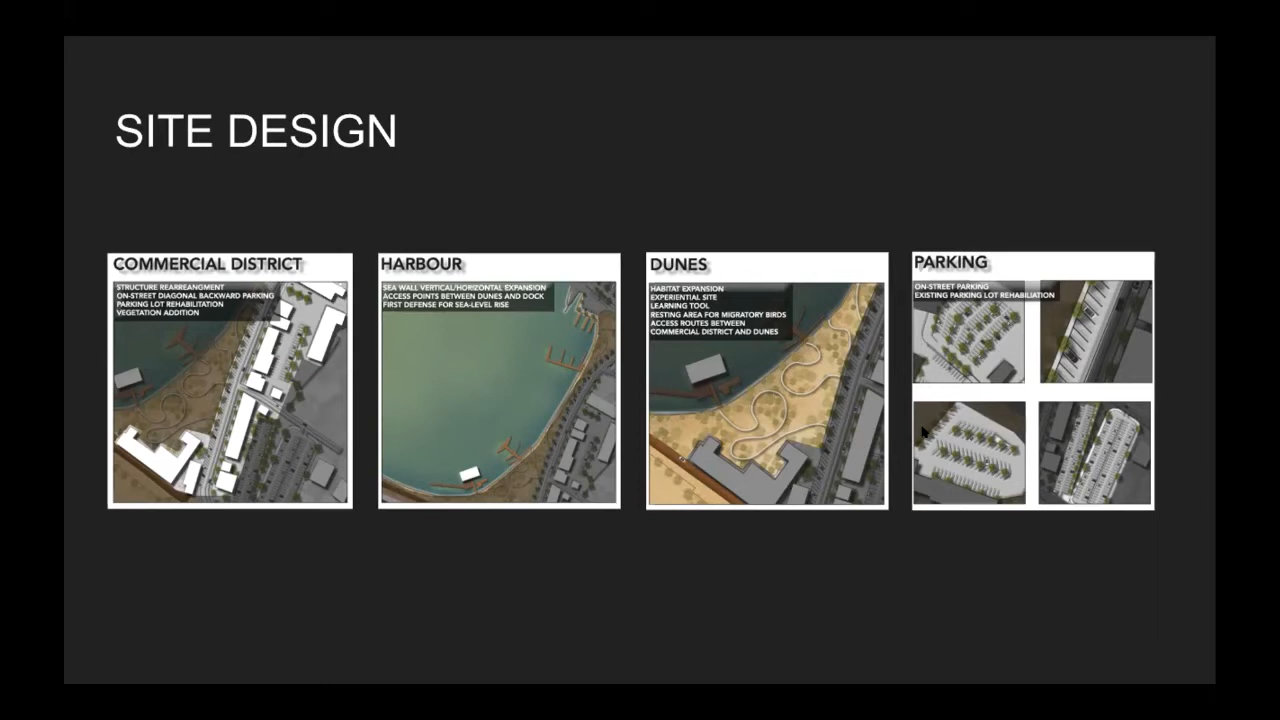 SITE DESIGN
COMMERCIAL DISTRICT
STRUCTURE REARREANGMENT
ON-STREET DIAGONAL BACKWARD PARKING
PARKING LOT REHABILITATION
VEGETATION ADDITION
HARBOUR
SEA WALL VERTICAL/HORIZONTAL EXPANSION
ACCESS POINTS BETWEEN DUNES AND DOCK
FIRST DEFENSE FOR SEA-LEVEL RISE
DUNES
HABITAT EXPANSION
EXPERIENTIAL SITE
LEARNING TOOL
RESTING AREA FOR MIGRATORY BIRDS
ACCESS ROUTES BETWEEN
COMMERCIAL DISTRICT AND DUNES
PARKING
ON-STREET PARKING
EXISTING PARKING LOT REHABILIATION